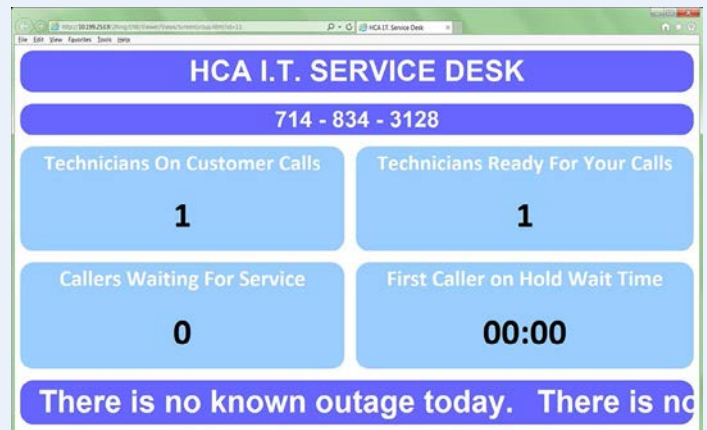 HCA I.T. Service Desk
File Edit View Favorites Tools Help
HCA I.T. SERVICE DESK
714 - 834 - 3128
Technicians On Customer Calls
1
Technicians Ready For Your Calls
1
Callers Waiting For Service
0
First Caller on Hold Wait Time
00:00
There is no known outage today. There is no